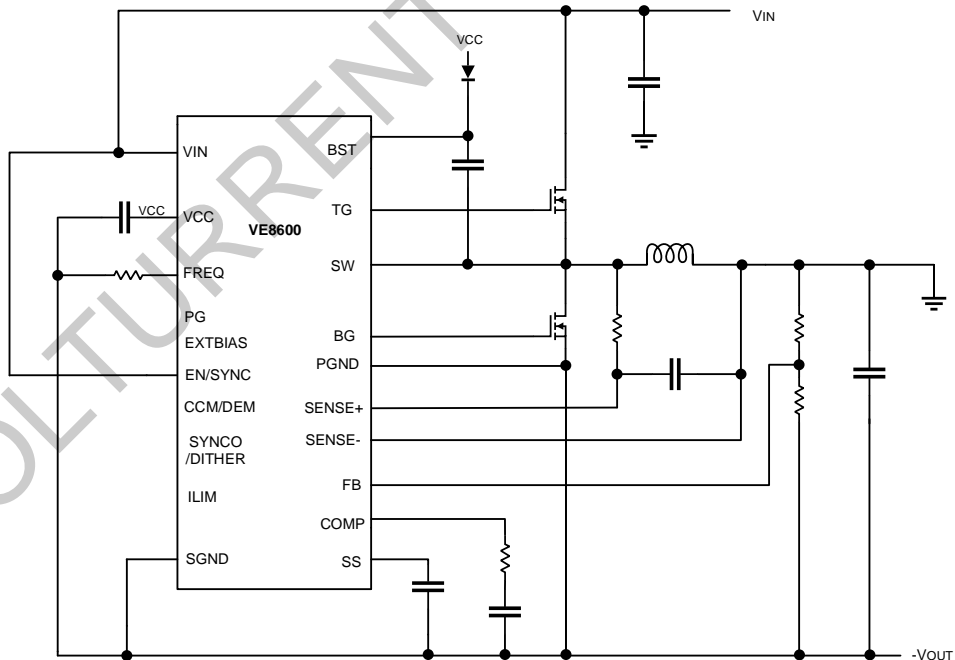 VIN
VCC
VIN
BST
VCC
VCC
TG
VE8600
FREQ
SW
PG
EXTBIAS
BG
PGND
EN/SYNC
CCM/DEM
SENSE+
SYNCO
/DITHER
SENSE-
ILIM
FB
COMP
SGND
SS
-VOUT
OLTURRENT